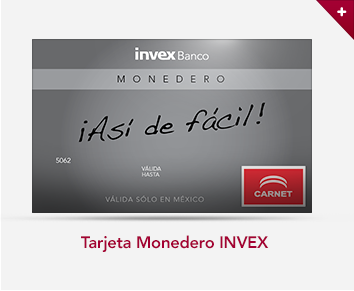 +
invex Banco
MONEDERO
¡Así de fácil!
5062
VÁLIDA
HASTA
CARNET
VÁLIDA SÓLO EN MÉXICO
Tarjeta Monedero INVEX